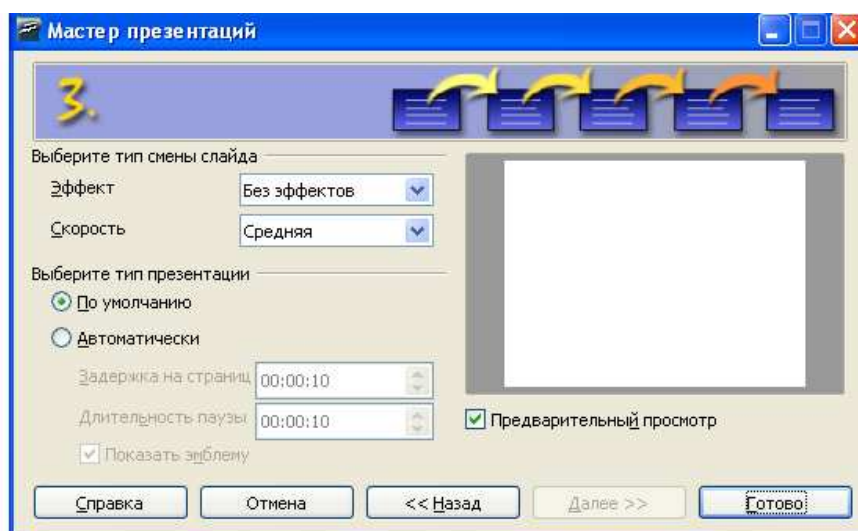 Мастер презентаций
3.
Выберите тип смены слайда
Эффект
Без эффектов
Скорость
Средняя
Выберите тип презентации
По умолчанию
Автоматически
Задержка на страниц
00:00:10
Длительность паузы
00:00:10
Показать эмблему
Предварительный просмотр
Справка
Отмена
<< Назад
Далее >>
Готово